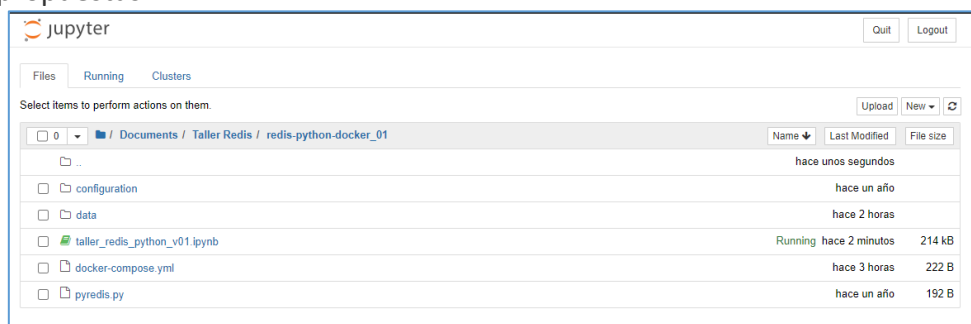 jupyter Quit Logout
Files Running Clusters
Select items to perform actions on them. Upload New
0 / Documents / Taller Redis / redis-python-docker_01 Name Last Modified File size
.. hace unos segundos
configuration hace un año
data hace 2 horas
taller_redis_python_v01.ipynb Running hace 2 minutos 214 kB
docker-compose.yml hace 3 horas 222 B
pyredis.py hace un año 192 B